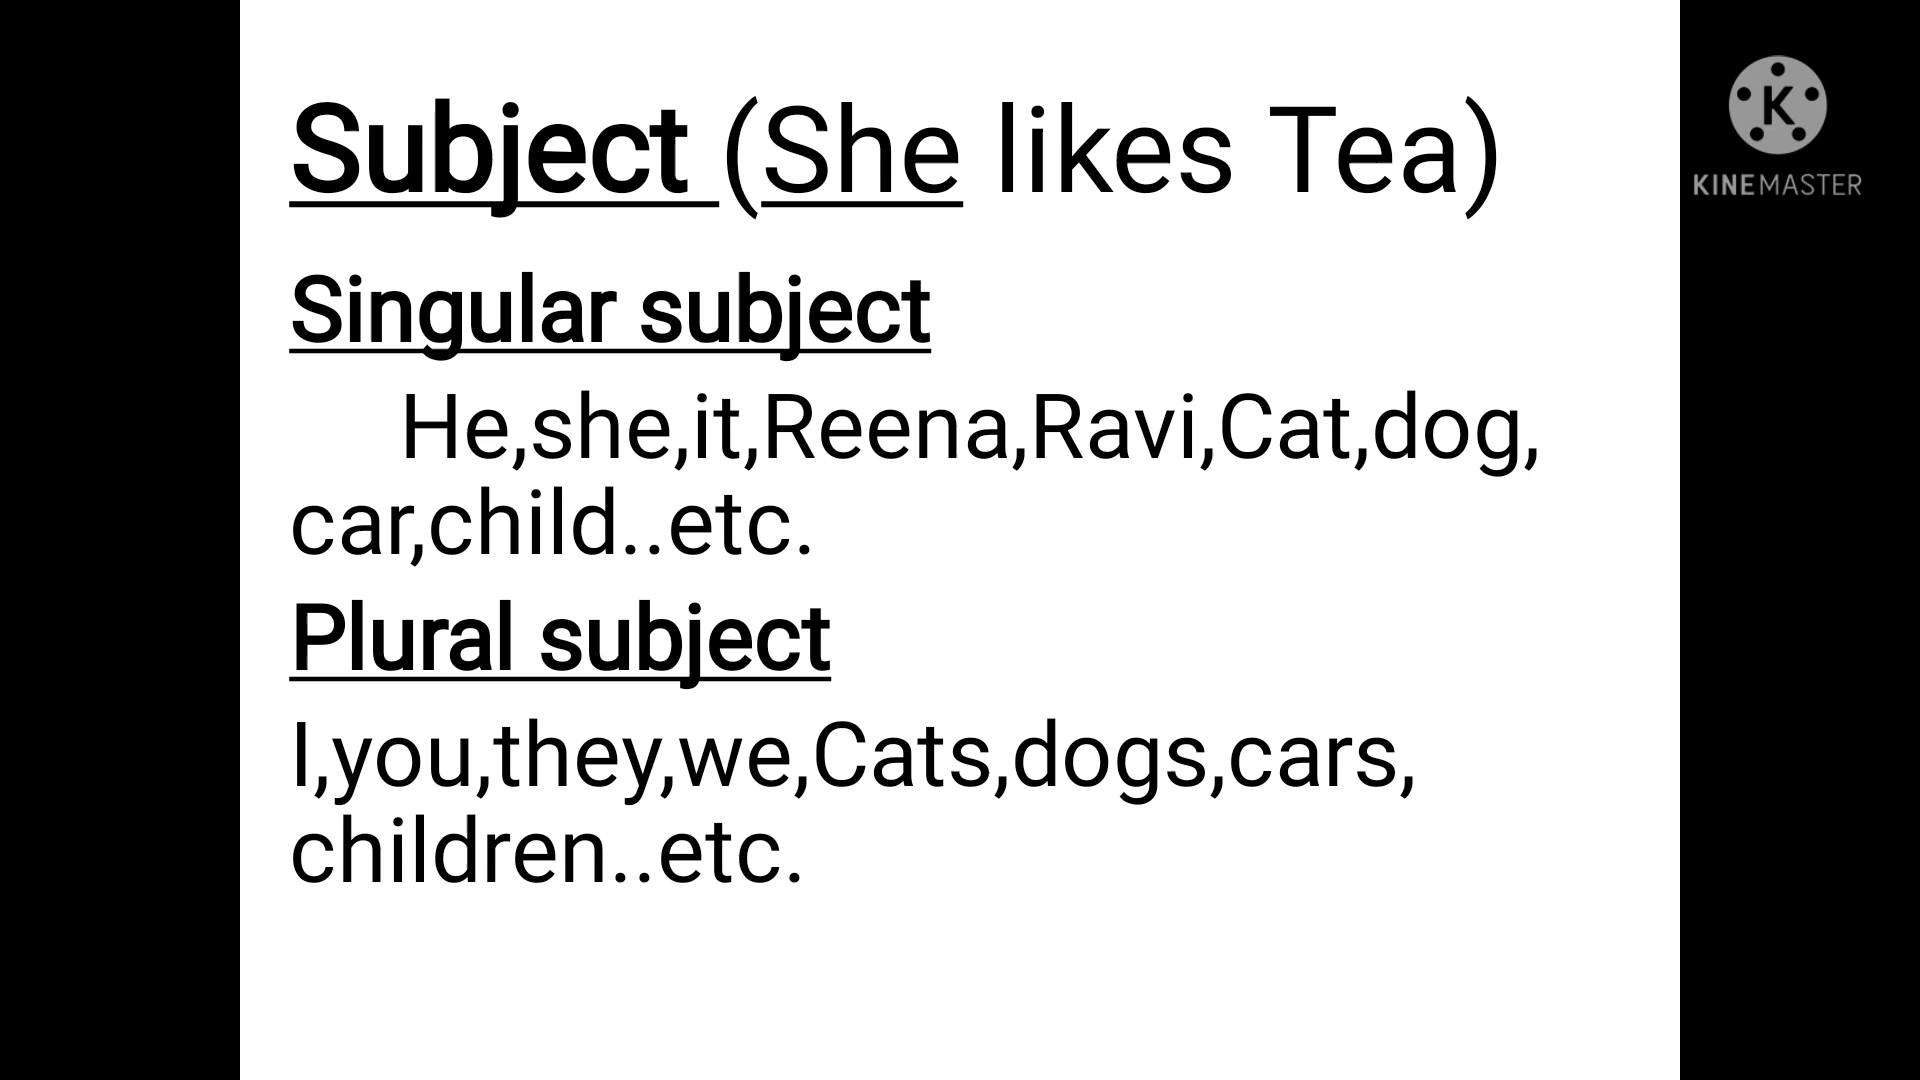 Subject (She likes Tea)
KINEMASTER
Singular subject
He,she,it,Reena,Ravi,Cat,dog,
car,child..etc.
Plural subject
I,you,they,we,Cats,dogs,cars,
children..etc.